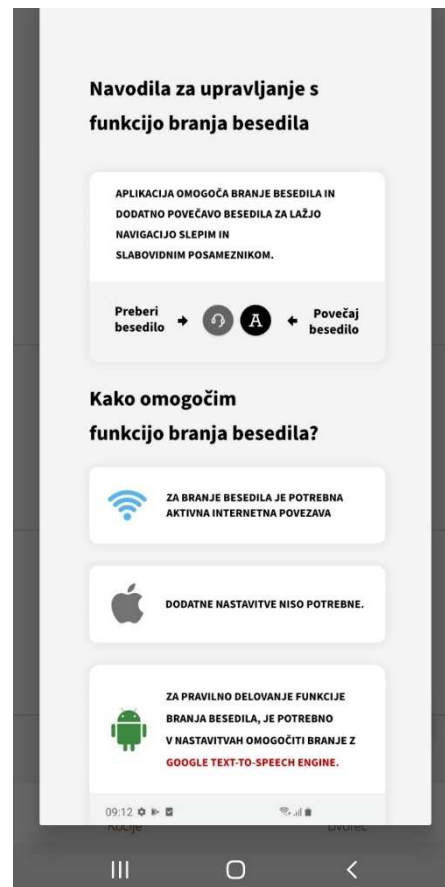 Navodila za upravljanje s
funkcijo branja besedila
APLIKACIJA OMOGOČA BRANJE BESEDILA IN
DODATNO POVEČAVO BESEDILA ZA LAŽJO
NAVIGACIJO SLEPIM IN
SLABOVIDNIM POSAMEZNIKOM.
Preberi
besedilo
A
Povečaj
besedilo
Kako omogočim
funkcijo branja besedila?
ZA BRANJE BESEDILA JE POTREBNA
AKTIVNA INTERNETNA POVEZAVA
DODATNE NASTAVITVE NISO POTREBNE.
ZA PRAVILNO DELOVANJE FUNKCIJE
BRANJA BESEDILA, JE POTREBNO
V NASTAVITVAH OMOGOČITI BRANJE Z
GOOGLE TEXT-TO-SPEECH ENGINE.
09:12